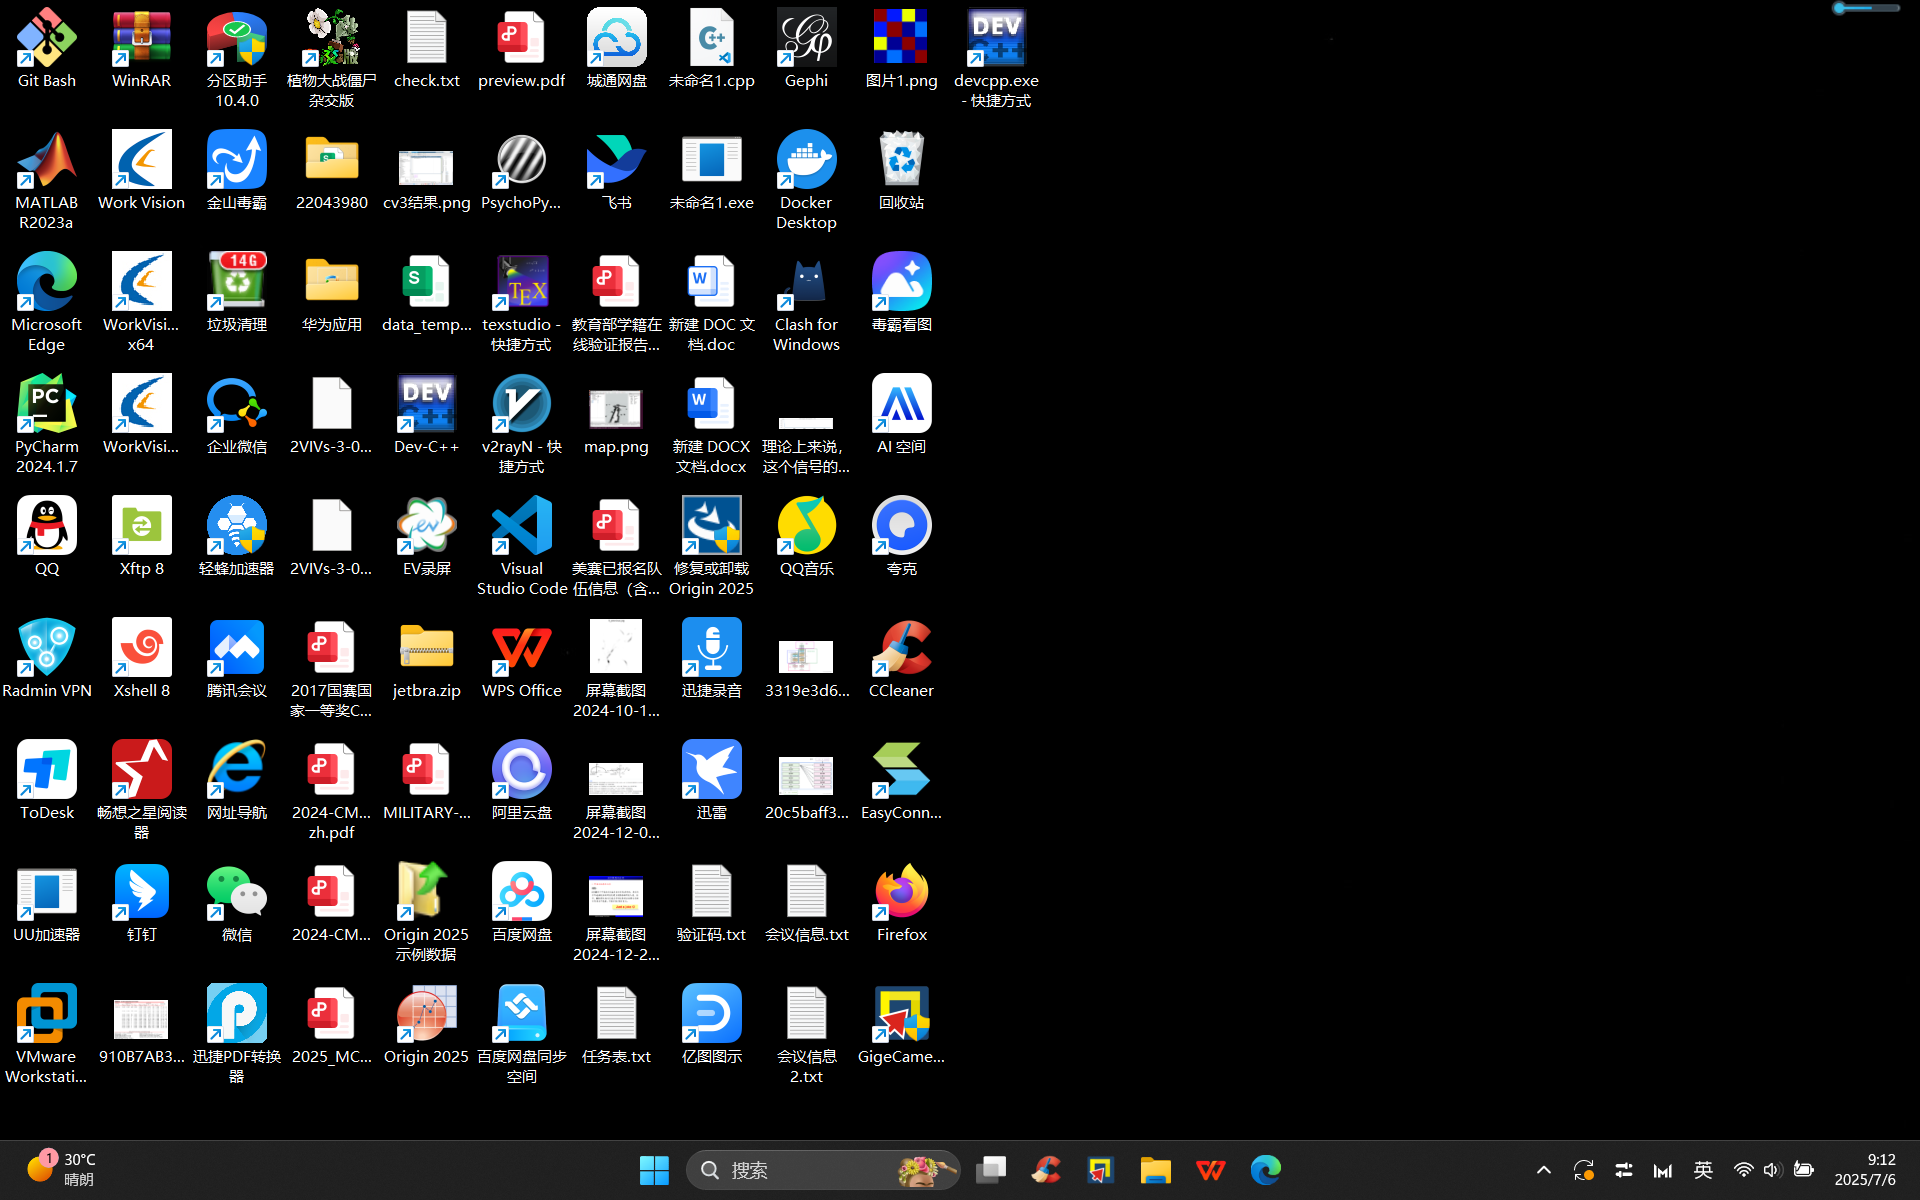 Git Bash
WinRAR
分区助手
10.4.0
植物大战僵尸
杂交版
check.txt
preview.pdf
城通网盘
未命名1.cpp
Gephi
图片1.png
DEV
devcpp.exe
- 快捷方式
MATLAB
R2023a
Work Vision
金山毒霸
22043980
cv3结果.png
PsychoPy...
飞书
未命名1.exe
Docker
Desktop
回收站
Microsoft
Edge
WorkVisi...
x64
14G
垃圾清理
华为应用
data_temp...
texstudio -
快捷方式
教育部学籍在
线验证报告...
新建 DOC 文
档.doc
Clash for
Windows
毒霸看图
PyCharm
2024.1.7
WorkVisi...
企业微信
2VIVs-3-0...
DEV
Dev-C++
v2rayN - 快
捷方式
map.png
新建 DOCX
文档.docx
理论上来说，
这个信号的...
AI 空间
QQ
Xftp 8
轻蜂加速器
2VIVs-3-0...
EV录屏
Visual
Studio Code
美赛已报名队
伍信息（含...
修复或卸载
Origin 2025
QQ音乐
夸克
Radmin VPN
Xshell 8
腾讯会议
2017国赛国
家一等奖C...
jetbra.zip
WPS Office
屏幕截图
2024-10-1...
迅捷录音
3319e3d6...
CCleaner
ToDesk
畅想之星阅读
器
网址导航
2024-CM...
zh.pdf
MILITARY-...
阿里云盘
屏幕截图
2024-12-0...
迅雷
20c5baff3...
EasyConn...
UU加速器
钉钉
微信
2024-CM...
Origin 2025
示例数据
百度网盘
屏幕截图
2024-12-2...
验证码.txt
会议信息.txt
Firefox
VMware
Workstati...
910B7AB3...
迅捷PDF转换
器
2025_MC...
Origin 2025
百度网盘同步
空间
任务表.txt
亿图图示
会议信息
2.txt
GigeCame...
1
30°C
晴朗
搜索
英
9:12
2025/7/6